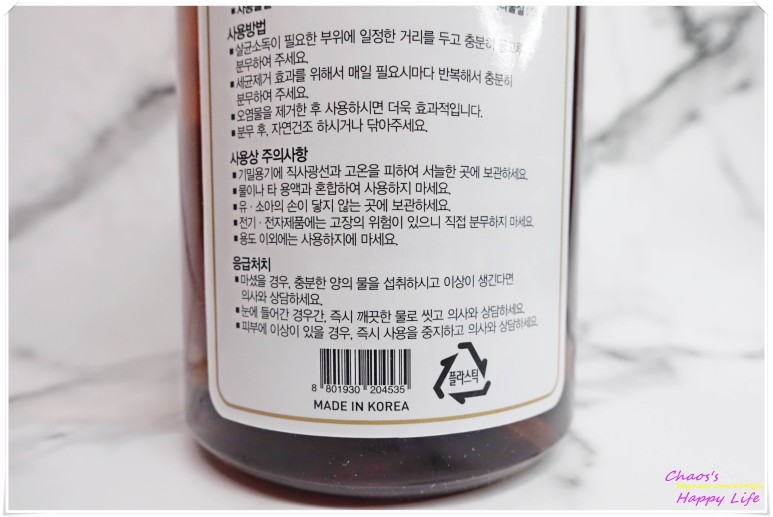 사용방법
▪살균소독이 필요한 부위에 일정한 거리를 두고 충분히
분무하여 주세요.
▪세균제거 효과를 위해서 매일 필요시마다 반복해서 충분히
분무하여 주세요.
▪오염물을 제거한 후 사용하시면 더욱 효과적입니다.
▪분무 후, 자연건조 하시거나 닦아주세요.
사용상 주의사항
▪기밀용기에 직사광선과 고온을 피하여 서늘한 곳에 보관하세요.
▪물이나 타 용액과 혼합하여 사용하지 마세요.
▪유·소아의 손이 닿지 않는 곳에 보관하세요.
▪전기·전자제품에는 고장의 위험이 있으니 직접 분무하지 마세요.
▪용도 이외에는 사용하지에 마세요.
응급처치
▪마셨을 경우, 충분한 양의 물을 섭취하시고 이상이 생긴다면
의사와 상담하세요.
▪눈에 들어간 경우간, 즉시 깨끗한 물로 씻고 의사와 상담하세요.
▪피부에 이상이 있을 경우, 즉시 사용을 중지하고 의사와 상담하세요.
8 801930 204535
플라스틱
MADE IN KOREA
Chaos's
Happy Life